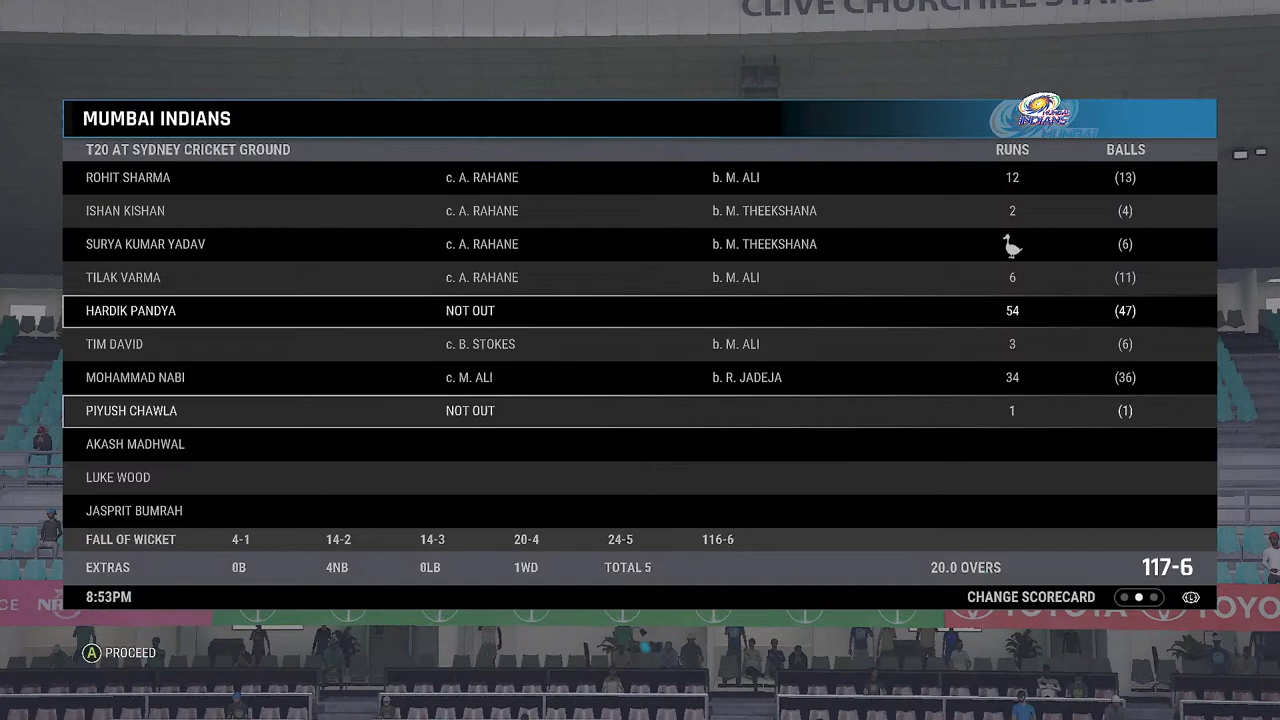 CLIVE CHURCHILL STAND
MUMBAI INDIANS
MUMBAI INDIANS
MUMBAI
T20 AT SYDNEY CRICKET GROUND RUNS BALLS
ROHIT SHARMA c. A. RAHANE b. M. ALI 12 (13)
ISHAN KISHAN c. A. RAHANE b. M. THEEKSHANA 2 (4)
SURYA KUMAR YADAV c. A. RAHANE b. M. THEEKSHANA (6)
TILAK VARMA c. A. RAHANE b. M. ALI 6 (11)
HARDIK PANDYA NOT OUT 54 (47)
TIM DAVID c. B. STOKES b. M. ALI 3 (6)
MOHAMMAD NABI c. M. ALI b. R. JADEJA 34 (36)
PIYUSH CHAWLA NOT OUT 1 (1)
AKASH MADHWAL
LUKE WOOD
JASPRIT BUMRAH
FALL OF WICKET 4-1 14-2 14-3 20-4 24-5 116-6
EXTRAS 0B 4NB 0LB 1WD TOTAL 5 20.0 OVERS 117-6
8:53PM CHANGE SCORECARD L
TOYOTA TOYO
A PROCEED